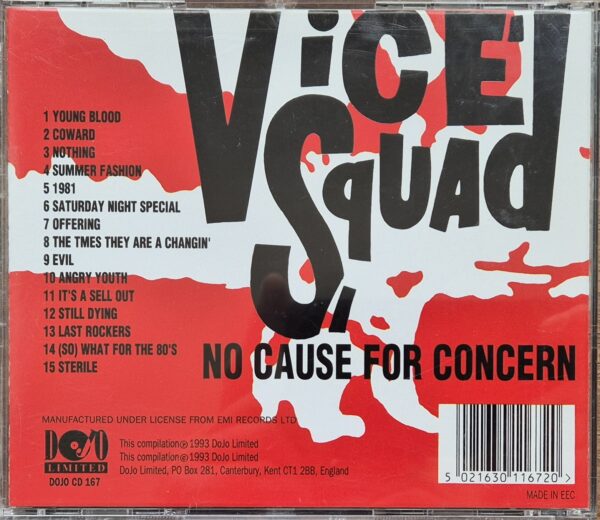 VICE
SQUAD
1 YOUNG BLOOD
2 COWARD
3 NOTHING
4 SUMMER FASHION
5 1981
6 SATURDAY NIGHT SPECIAL
7 OFFERING
8 THE TMES THEY ARE A CHANGIN'
9 EVIL
10 ANGRY YOUTH
11 IT'S A SELL OUT
12 STILL DYING
13 LAST ROCKERS
14 (SO) WHAT FOR THE 80'S
15 STERILE
NO CAUSE FOR CONCERN
MANUFACTURED UNDER LICENSE FROM EMI RECORDS LTD
DOJO
LIMITED
DOJO CD 167
This compilation ℗ 1993 DoJo Limited
This compilation © 1993 DoJo Limited
DoJo Limited, PO Box 281, Canterbury, Kent CT1 2BB, England
5 021630 116720 >
MADE IN EEC